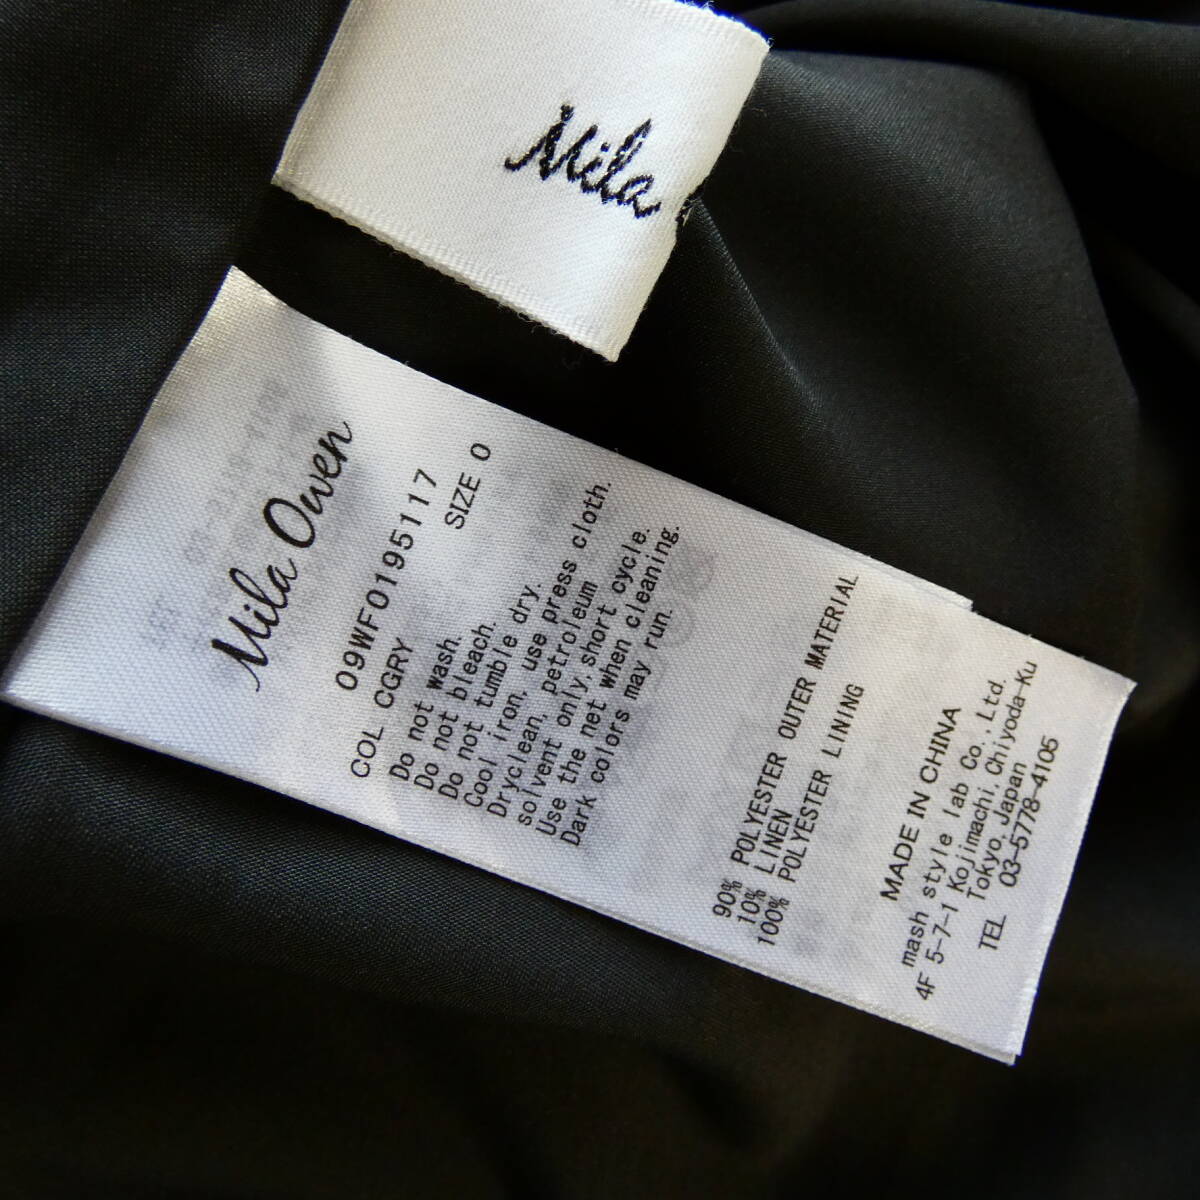 Mila
Mila Owen
09WF0195117
SIZE 0
COL CGRY
Do not wash.
Do not bleach.
Do not tumble dry.
Cool iron, use press cloth.
Dryclean, petroleum
solvent only, short cycle.
Use the net when cleaning.
Dark colors may run.
90% POLYESTER OUTER MATERIAL
10% LINEN
100% POLYESTER LINING
MADE IN CHINA
mash style lab Co.,Ltd.
4F 5-7-1 Kojimachi, Chiyoda-Ku
Tokyo, Japan
TEL 03-5778-4105